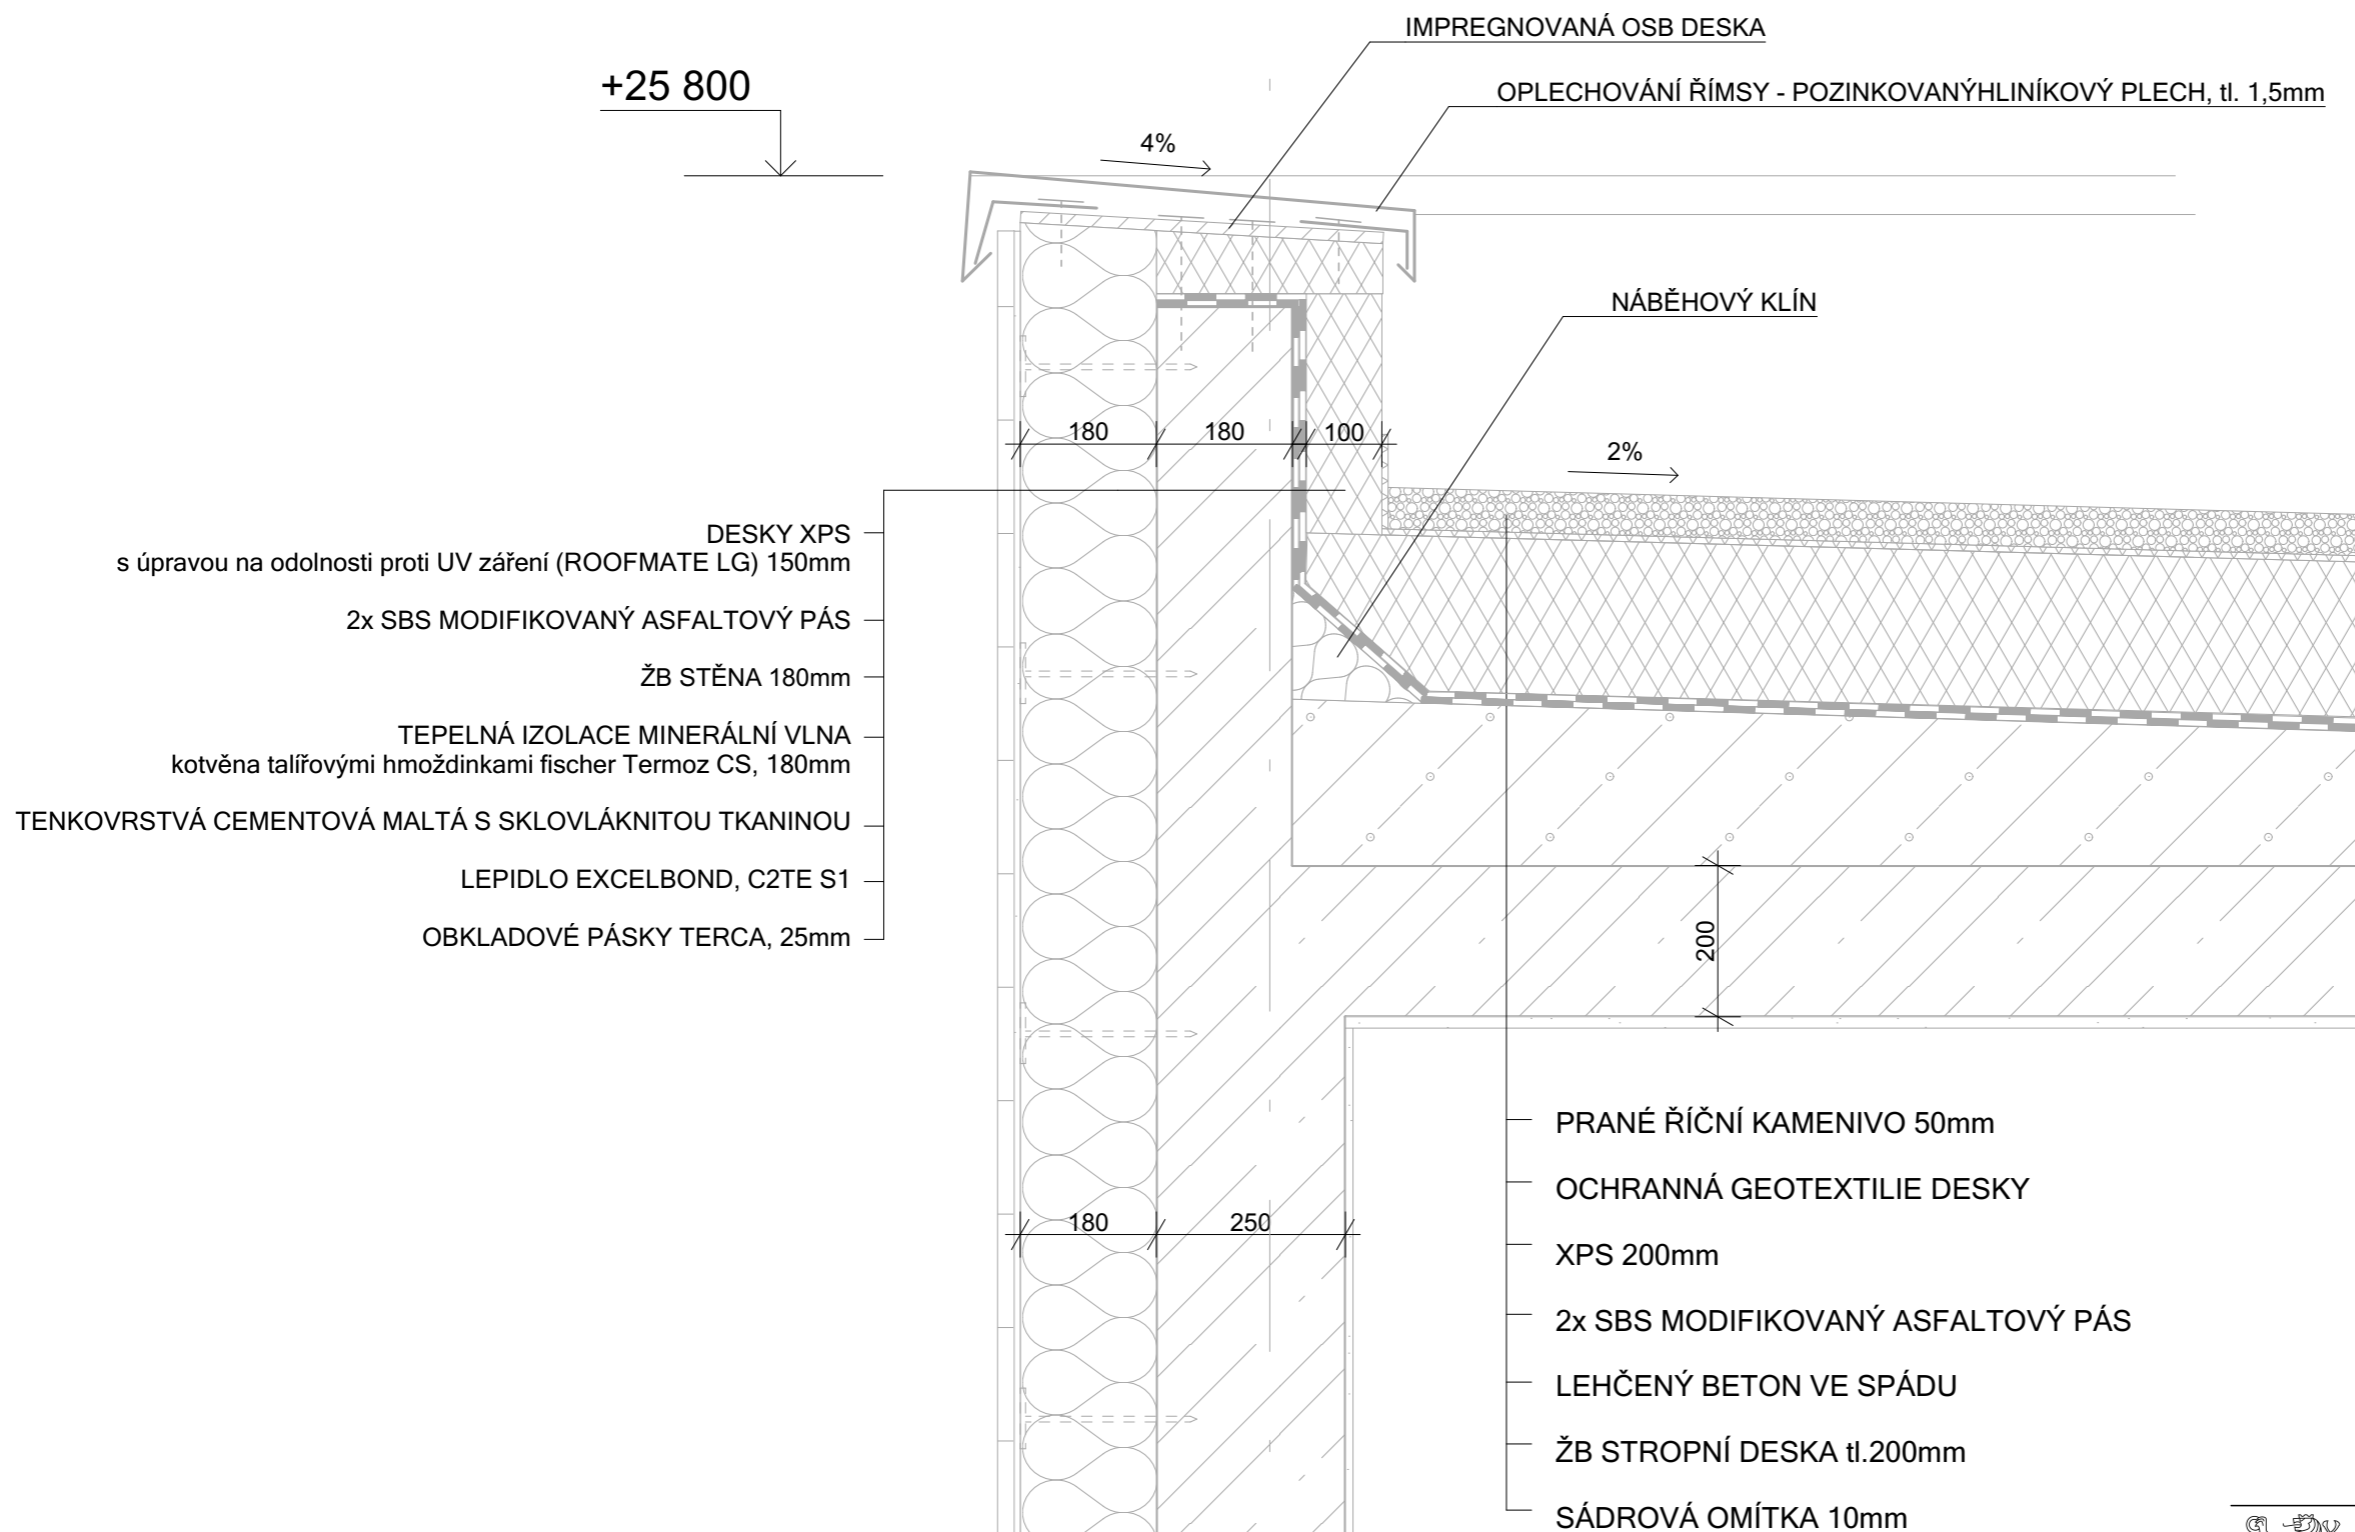 IMPREGNOVANÁ OSB DESKA
+25 800
OPLECHOVÁNÍ ŘÍMSY - POZINKOVANÝHLINÍKOVÝ PLECH, tl. 1,5mm
4%
NÁBĚHOVÝ KLÍN
180
180
100
2%
DESKY XPS
s úpravou na odolnosti proti UV záření (ROOFMATE LG) 150mm
2x SBS MODIFIKOVANÝ ASFALTOVÝ PÁS
ŽB STĚNA 180mm
TEPELNÁ IZOLACE MINERÁLNÍ VLNA
kotvěna talířovými hmoždinkami fischer Termoz CS, 180mm
TENKOVRSTVÁ CEMENTOVÁ MALTÁ S SKLOVLÁKNITOU TKANINOU
LEPIDLO EXCELBOND, C2TE S1
OBKLADOVÉ PÁSKY TERCA, 25mm
200
180
250
PRANÉ ŘÍČNÍ KAMENIVO 50mm
OCHRANNÁ GEOTEXTILIE DESKY
XPS 200mm
2x SBS MODIFIKOVANÝ ASFALTOVÝ PÁS
LEHČENÝ BETON VE SPÁDU
ŽB STROPNÍ DESKA tl.200mm
SÁDROVÁ OMÍTKA 10mm